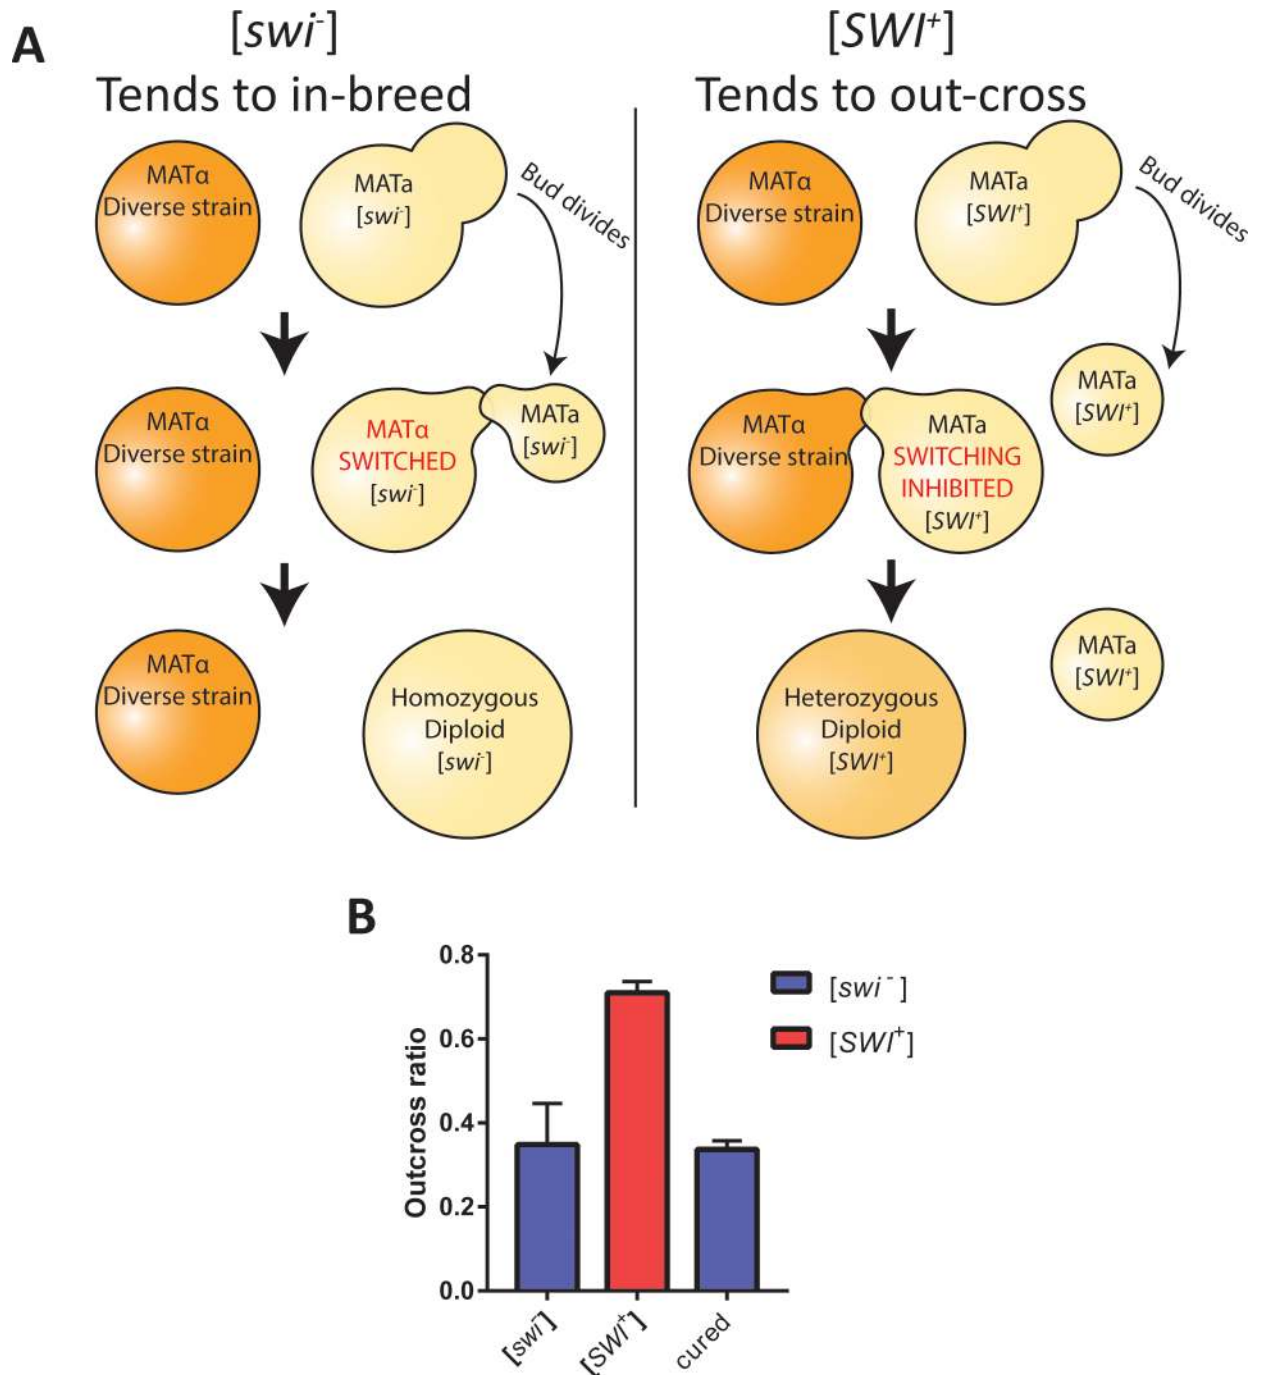 A
[swi-]
Tends to in-breed
MATα
Diverse strain
MATa
[swi-]
Bud divides
MATα
Diverse strain
MATα
SWITCHED
[swi-]
MATa
[swi-]
MATα
Diverse strain
Homozygous
Diploid
[swi-]
[SWI+]
Tends to out-cross
MATα
Diverse strain
MATa
[SWI+]
Bud divides
MATα
Diverse strain
MATa
SWITCHING
INHIBITED
[SWI+]
MATa
[SWI+]
Heterozygous
Diploid
[SWI+]
MATa
[SWI+]
B
Outcross ratio
0.8
0.6
0.4
0.2
0.0
[swi-]
[SWI+]
cured
[swi-]
[SWI+]